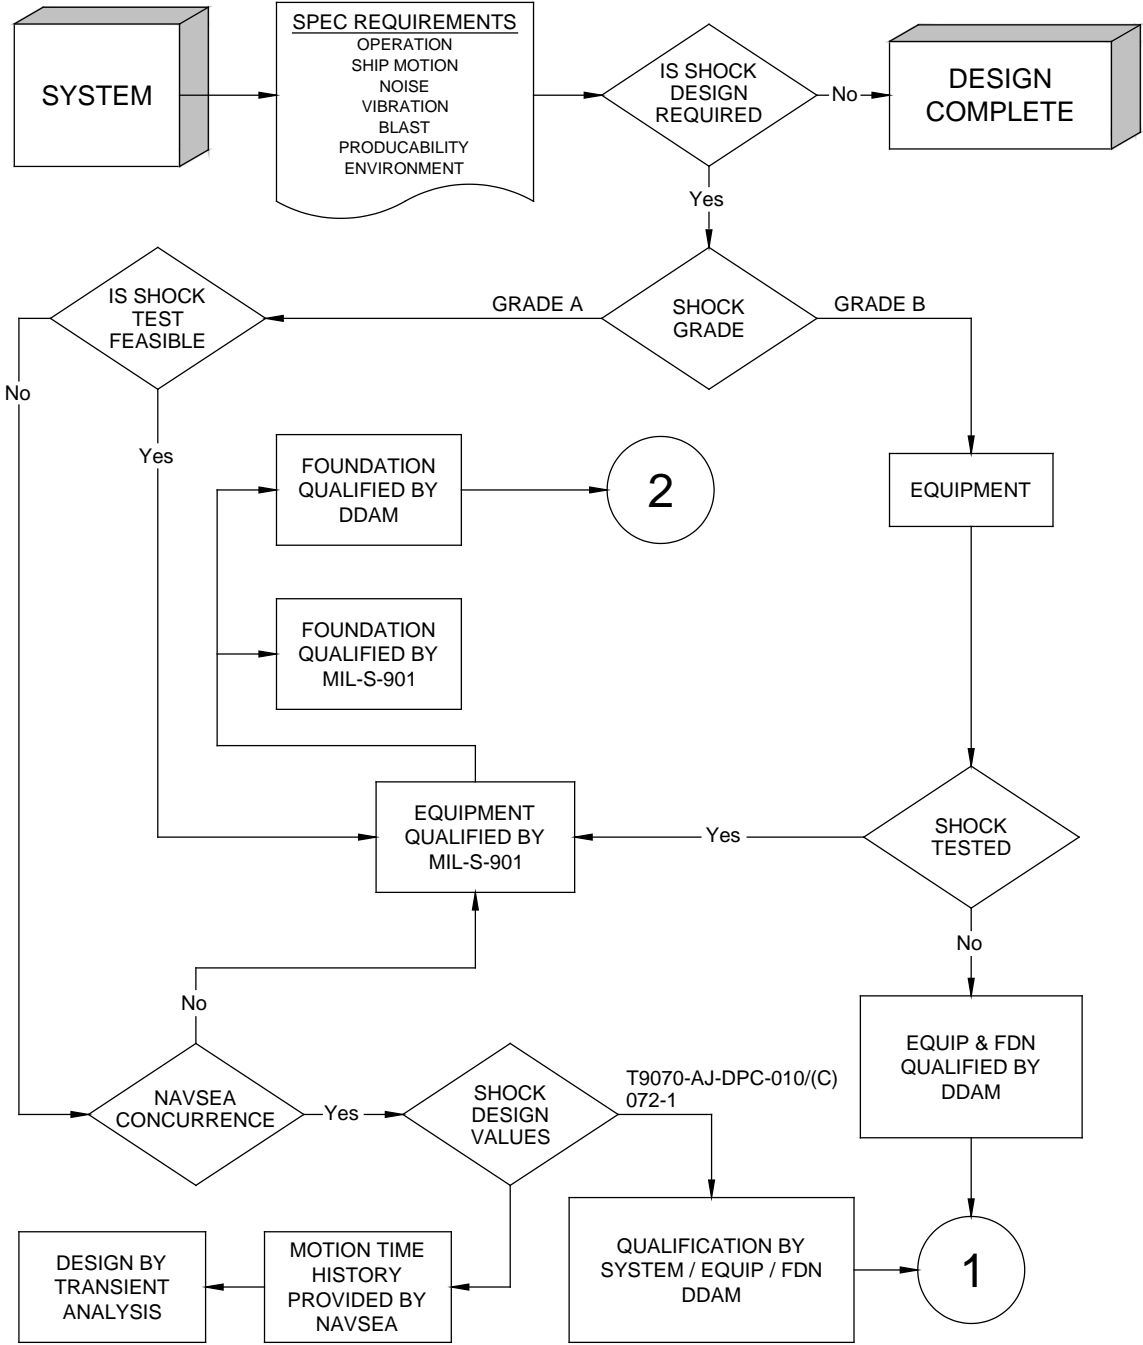 SYSTEM
SPEC REQUIREMENTS
OPERATION
SHIP MOTION
NOISE
VIBRATION
BLAST
PRODUCABILITY
ENVIRONMENT
IS SHOCK
DESIGN
REQUIRED
No
DESIGN
COMPLETE
Yes
IS SHOCK
TEST
FEASIBLE
GRADE A
SHOCK
GRADE
GRADE B
No
Yes
FOUNDATION
QUALIFIED BY
DDAM
2
EQUIPMENT
FOUNDATION
QUALIFIED BY
MIL-S-901
EQUIPMENT
QUALIFIED BY
MIL-S-901
Yes
SHOCK
TESTED
No
No
EQUIP & FDN
QUALIFIED BY
DDAM
NAVSEA
CONCURRENCE
Yes
SHOCK
DESIGN
VALUES
T9070-AJ-DPC-010/(C)
072-1
DESIGN BY
TRANSIENT
ANALYSIS
MOTION TIME
HISTORY
PROVIDED BY
NAVSEA
QUALIFICATION BY
SYSTEM / EQUIP / FDN
DDAM
1